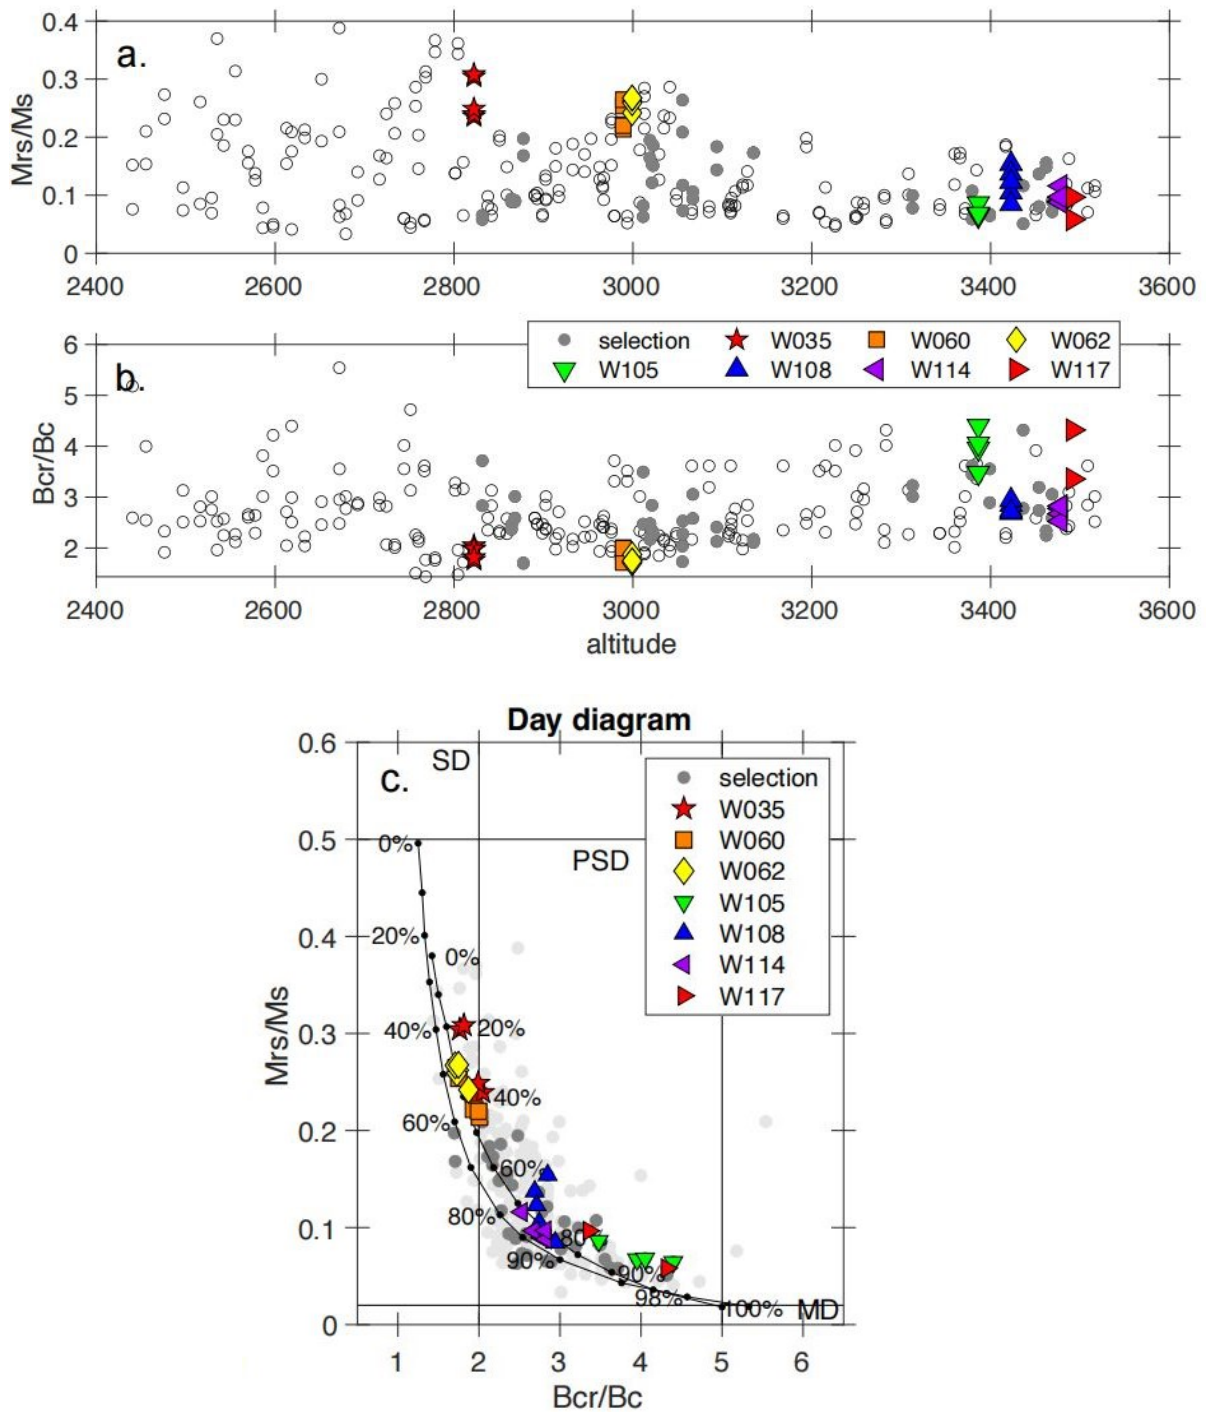 a.
Mrs/Ms
0.4
0.3
0.2
0.1
0
2400 2600 2800 3000 3200 3400 3600
selection W035 W060 W062
W105 W108 W114 W117
b.
Bcr/Bc
6
5
4
3
2
2400 2600 2800 3000 3200 3400 3600
altitude
Day diagram
c.
SD
PSD
MD
selection
W035
W060
W062
W105
W108
W114
W117
Mrs/Ms
0.6
0.5
0.4
0.3
0.2
0.1
0
0%
20%
0%
40%
20%
40%
60%
60%
80%
80
90%
90%
98%
100%
1 2 3 4 5 6
Bcr/Bc